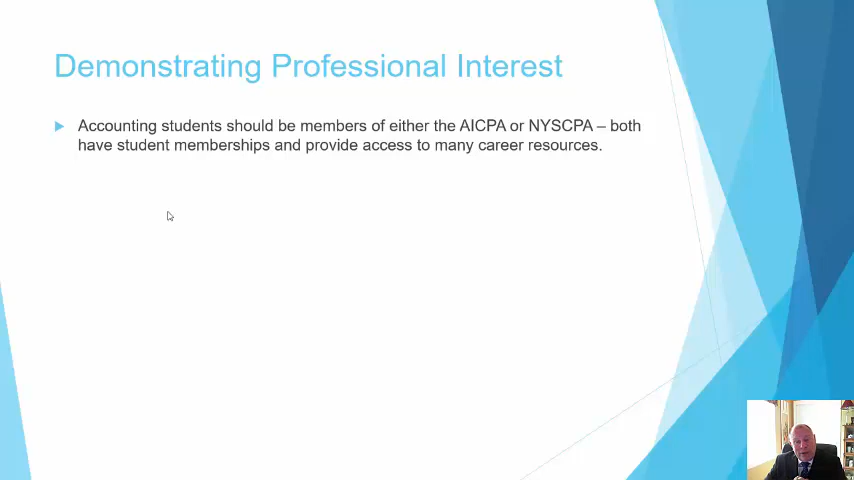 Demonstrating Professional Interest
Accounting students should be members of either the AICPA or NYSCPA – both
have student memberships and provide access to many career resources.